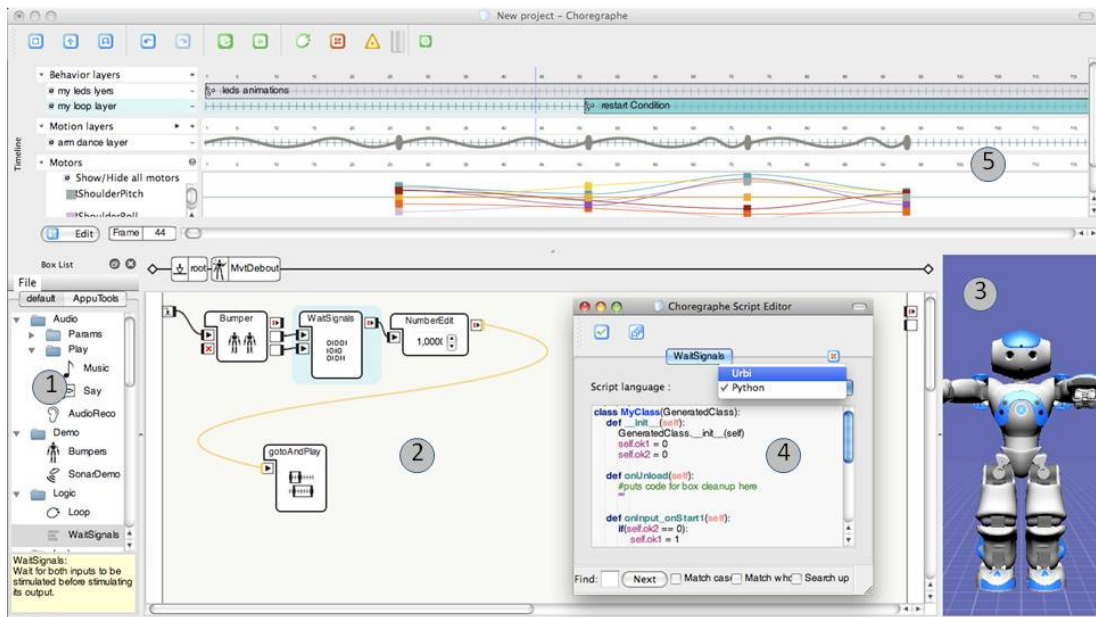 New project - Choregraphe
Behavior layers
my leds lyers
leds animations
my loop layer
restart Condition
Motion layers
arm dance layer
Timeline
Motors
Show/Hide all motors
5
tShoulderPitch
Edit
Frame
44
Box List
root
MvtDebout
File
default
AppuTools
3
Audio
Params
Play
Music
1
Say
AudioReco
Demo
Bumpers
SonarDemo
Logic
Loop
WaitSignals
WaitSignals:
Wait for both inputs to be
stimulated before stimulating
its output.
Bumper
WaitSignals
NumberEdit
1,000(
gotoAndPlay
2
Choregraphe Script Editor
WaitSignals
Script language :
Urbi
✓ Python
class MyClass(GeneratedClass):
def __init__(self):
GeneratedClass.__init__(self)
self.ok1 = 0
self.ok2 = 0
4
def onUnload(self):
#puts code for box cleanup here
def onInput_onStart1(self):
if(self.ok2 == 0):
self.ok1 = 1
Find:
Next
Match case
Match who
Search up